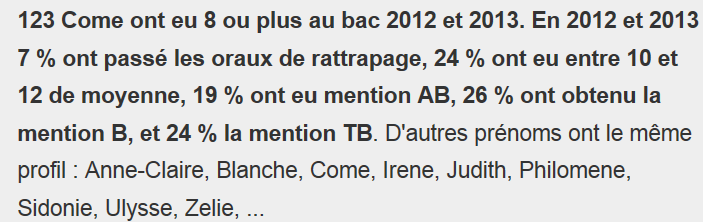 123 Come ont eu 8 ou plus au bac 2012 et 2013. En 2012 et 2013
7 % ont passé les oraux de rattrapage, 24 % ont eu entre 10 et
12 de moyenne, 19 % ont eu mention AB, 26 % ont obtenu la
mention B, et 24 % la mention TB. D'autres prénoms ont le même
profil : Anne-Claire, Blanche, Come, Irene, Judith, Philomene,
Sidonie, Ulysse, Zelie, ...